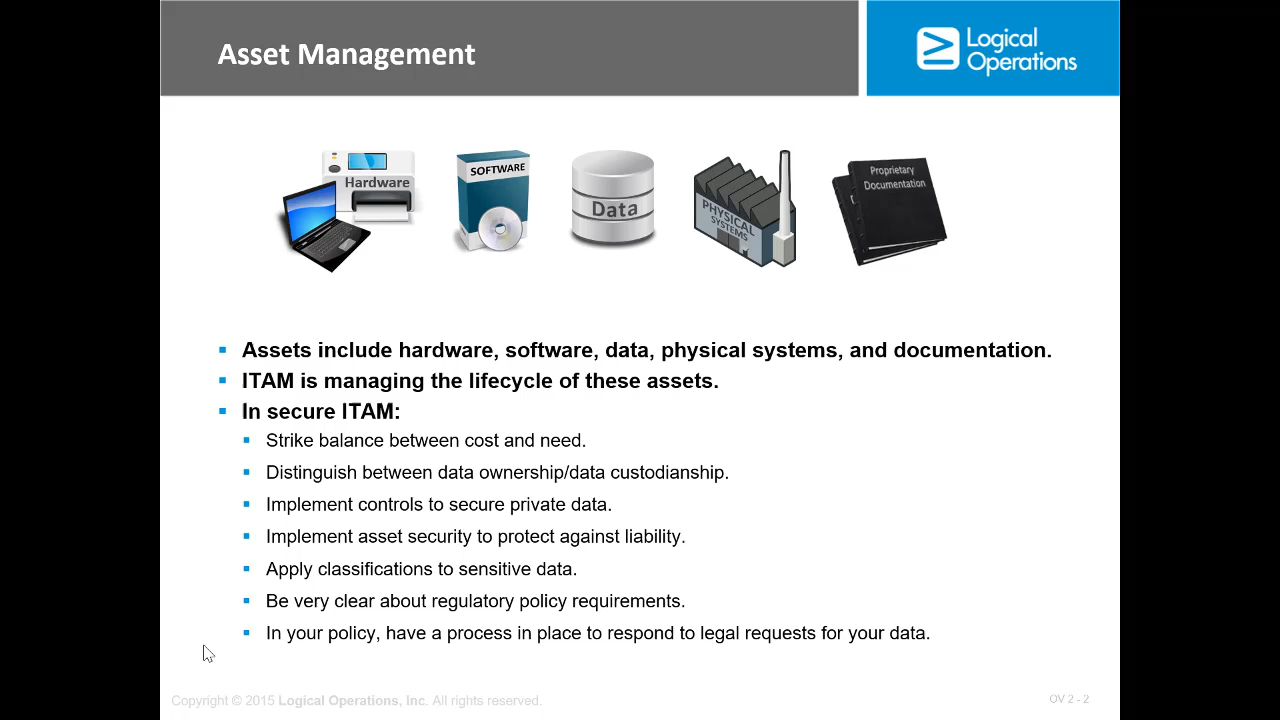 Asset Management
Logical
Operations
Hardware
SOFTWARE
Data
PHYSICAL
SYSTEMS
Proprietary
Documentation
Assets include hardware, software, data, physical systems, and documentation.
ITAM is managing the lifecycle of these assets.
In secure ITAM:
Strike balance between cost and need.
Distinguish between data ownership/data custodianship.
Implement controls to secure private data.
Implement asset security to protect against liability.
Apply classifications to sensitive data.
Be very clear about regulatory policy requirements.
In your policy, have a process in place to respond to legal requests for your data.
Copyright © 2015 Logical Operations, Inc. All rights reserved.
OV 2 - 2